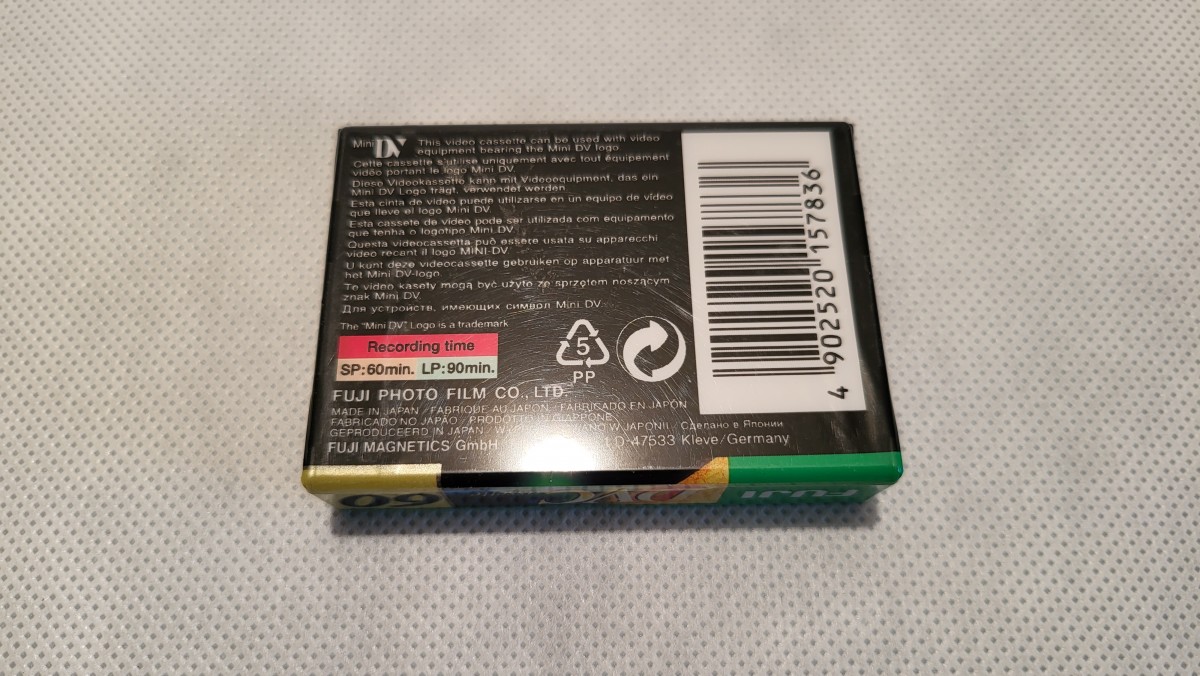 Mini DV This video cassette can be used with video
equipment bearing the Mini DV logo.
Cette cassette s'utilise uniquement avec tout équipement
vidéo portant le logo Mini DV.
Diese Videokassette kann mit Videoequipment, das ein
Mini DV Logo trägt, verwendet werden.
Esta cinta de vídeo puede utilizarse en un equipo de vídeo
que lleve el logo Mini DV.
Esta cassete de vídeo pode ser utilizada com equipamento
que tenha o logotipo Mini DV.
Questa videocassetta può essere usata su apparecchi
video recant il logo MINI-DV.
U kunt deze videocassette gebruiken op apparatuur met
het Mini DV-logo.
Te video kasety mogą być użyte ze sprzętem noszącym
znak Mini DV.
Для устройств, имеющих символ Mini DV.
The "Mini DV" Logo is a trademark
Recording time
SP:60min. LP:90min.
5
PP
4 902520 157836
FUJI PHOTO FILM CO., LTD.
MADE IN JAPAN / FABRIQUÉ AU JAPON / FABRICADO EN JAPÓN
FABRICADO NO JAPÃO / PRODOTTO IN GIAPPONE
GEPRODUCEERD IN JAPAN / W JAPONII / Сделано в Японии
FUJI MAGNETICS GmbH D-47533 Kleve/Germany
60 DVC FUJI